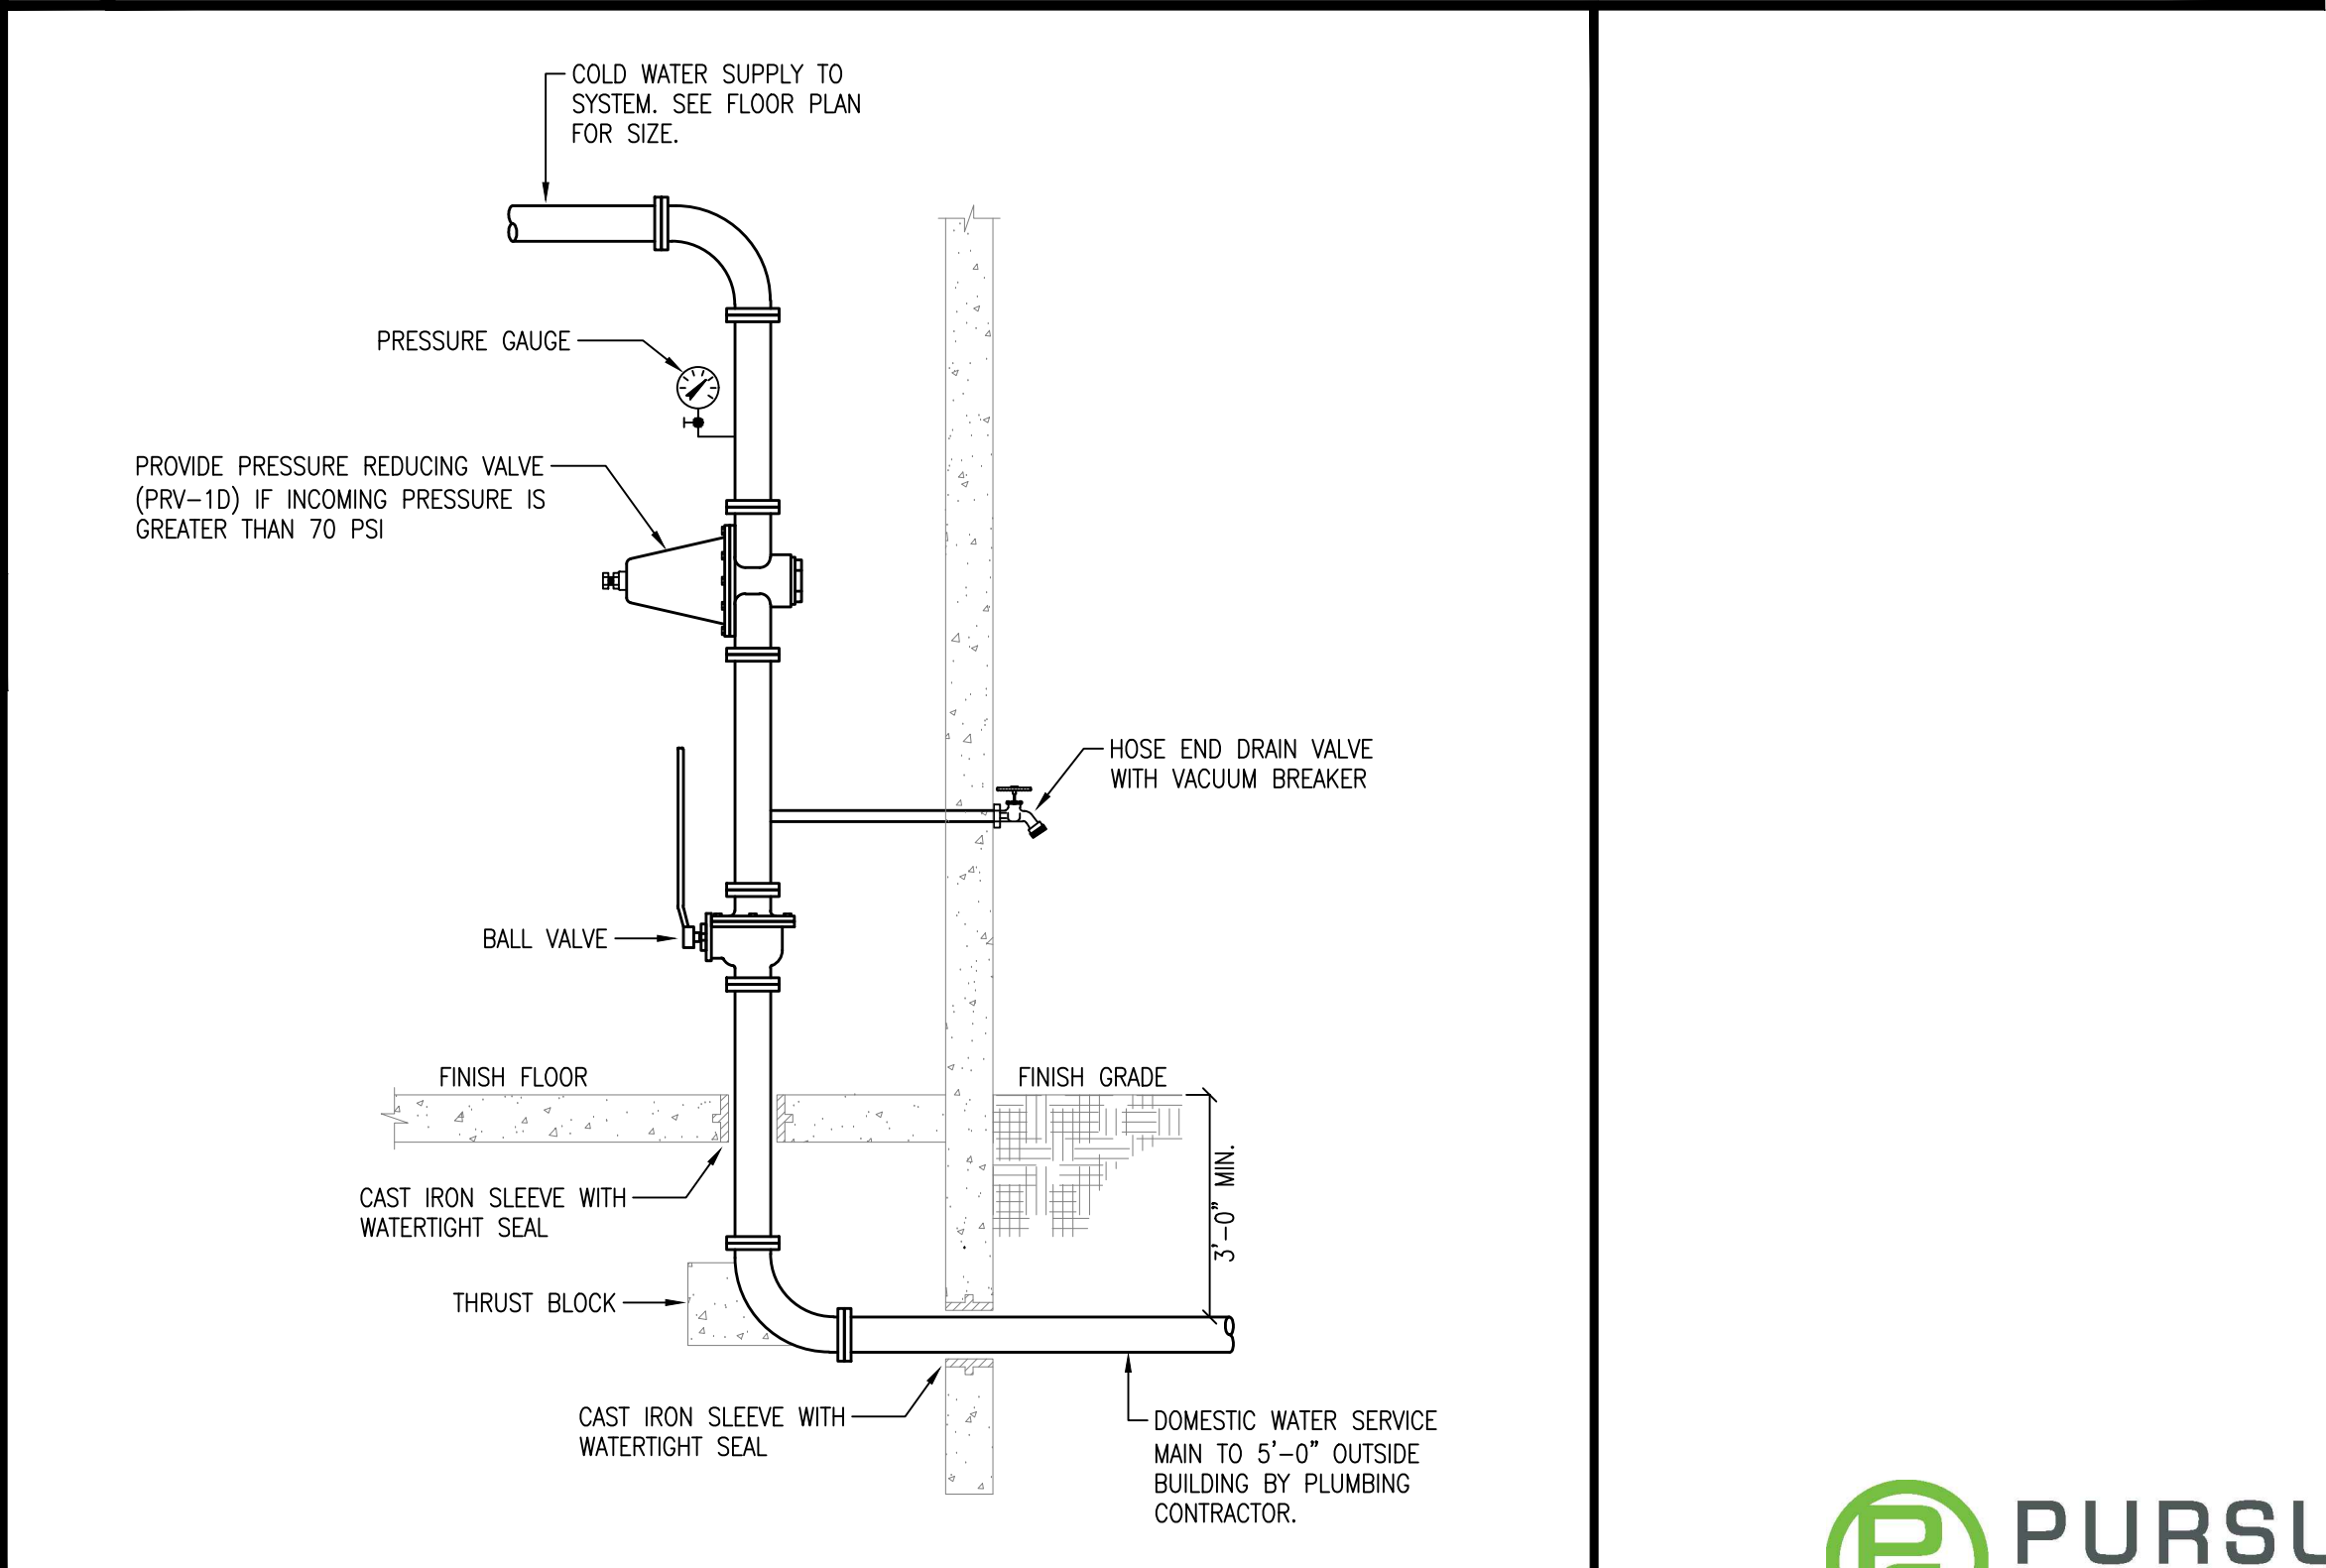 COLD WATER SUPPLY TO
SYSTEM. SEE FLOOR PLAN
FOR SIZE.
PRESSURE GAUGE
PROVIDE PRESSURE REDUCING VALVE
(PRV-1D) IF INCOMING PRESSURE IS
GREATER THAN 70 PSI
HOSE END DRAIN VALVE
WITH VACUUM BREAKER
BALL VALVE
FINISH FLOOR
FINISH GRADE
3'-0" MIN.
CAST IRON SLEEVE WITH
WATERTIGHT SEAL
THRUST BLOCK
CAST IRON SLEEVE WITH
WATERTIGHT SEAL
DOMESTIC WATER SERVICE
MAIN TO 5'-0" OUTSIDE
BUILDING BY PLUMBING
CONTRACTOR.